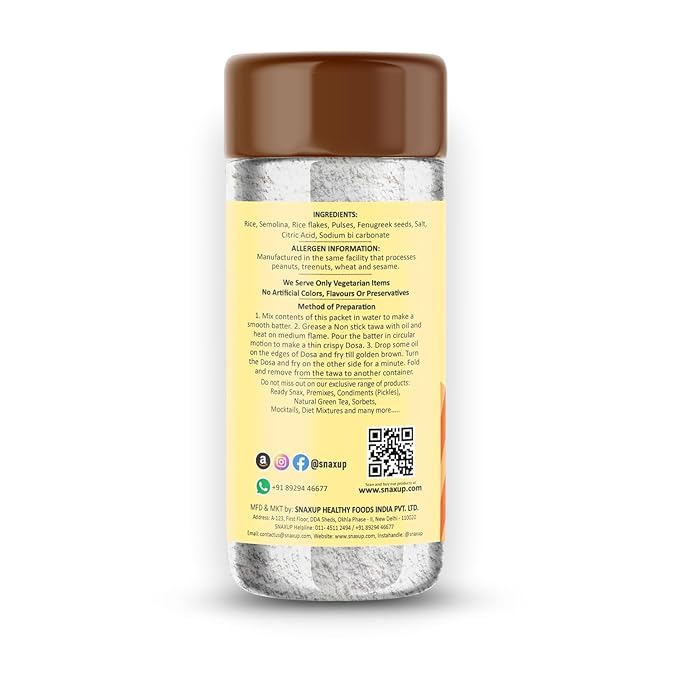 INGREDIENTS:
Rice, Semolina, Rice flakes, Pulses, Fenugreek seeds, Salt,
Citric Acid, Sodium bi carbonate
ALLERGEN INFORMATION:
Manufactured in the same facility that processes
peanuts, treenuts, wheat and sesame.
We Serve Only Vegetarian Items
No Artificial Colors, Flavours Or Preservatives
Method of Preparation
1. Mix contents of this packet in water to make a
smooth batter. 2. Grease a Non stick tawa with oil and
heat on medium flame. Pour the batter in circular
motion to make a thin crispy Dosa. 3. Drop some oil
on the edges of Dosa and fry till golden brown. Turn
the Dosa and fry on the other side for a minute. Fold
and remove from the tawa to another container.
Do not miss out on our exclusive range of products:
Ready Snax, Premixes, Condiments (Pickles),
Natural Green Tea, Sorbets,
Mocktails, Diet Mixtures and many more.....
a @snaxup
+91 89294 46677
Scan and buy our products at
www.snaxup.com
MFD & MKT by: SNAXUP HEALTHY FOODS INDIA PVT. LTD.
Address: A-123, First Floor, DDA Sheds, Okhla Phase - II, New Delhi - 110020
SNAXUP Helpline: 011- 4511 2494 / +91 89294 46677
Email: contactus@snaxup.com, Website: www.snaxup.com, Instahandle: @snaxup